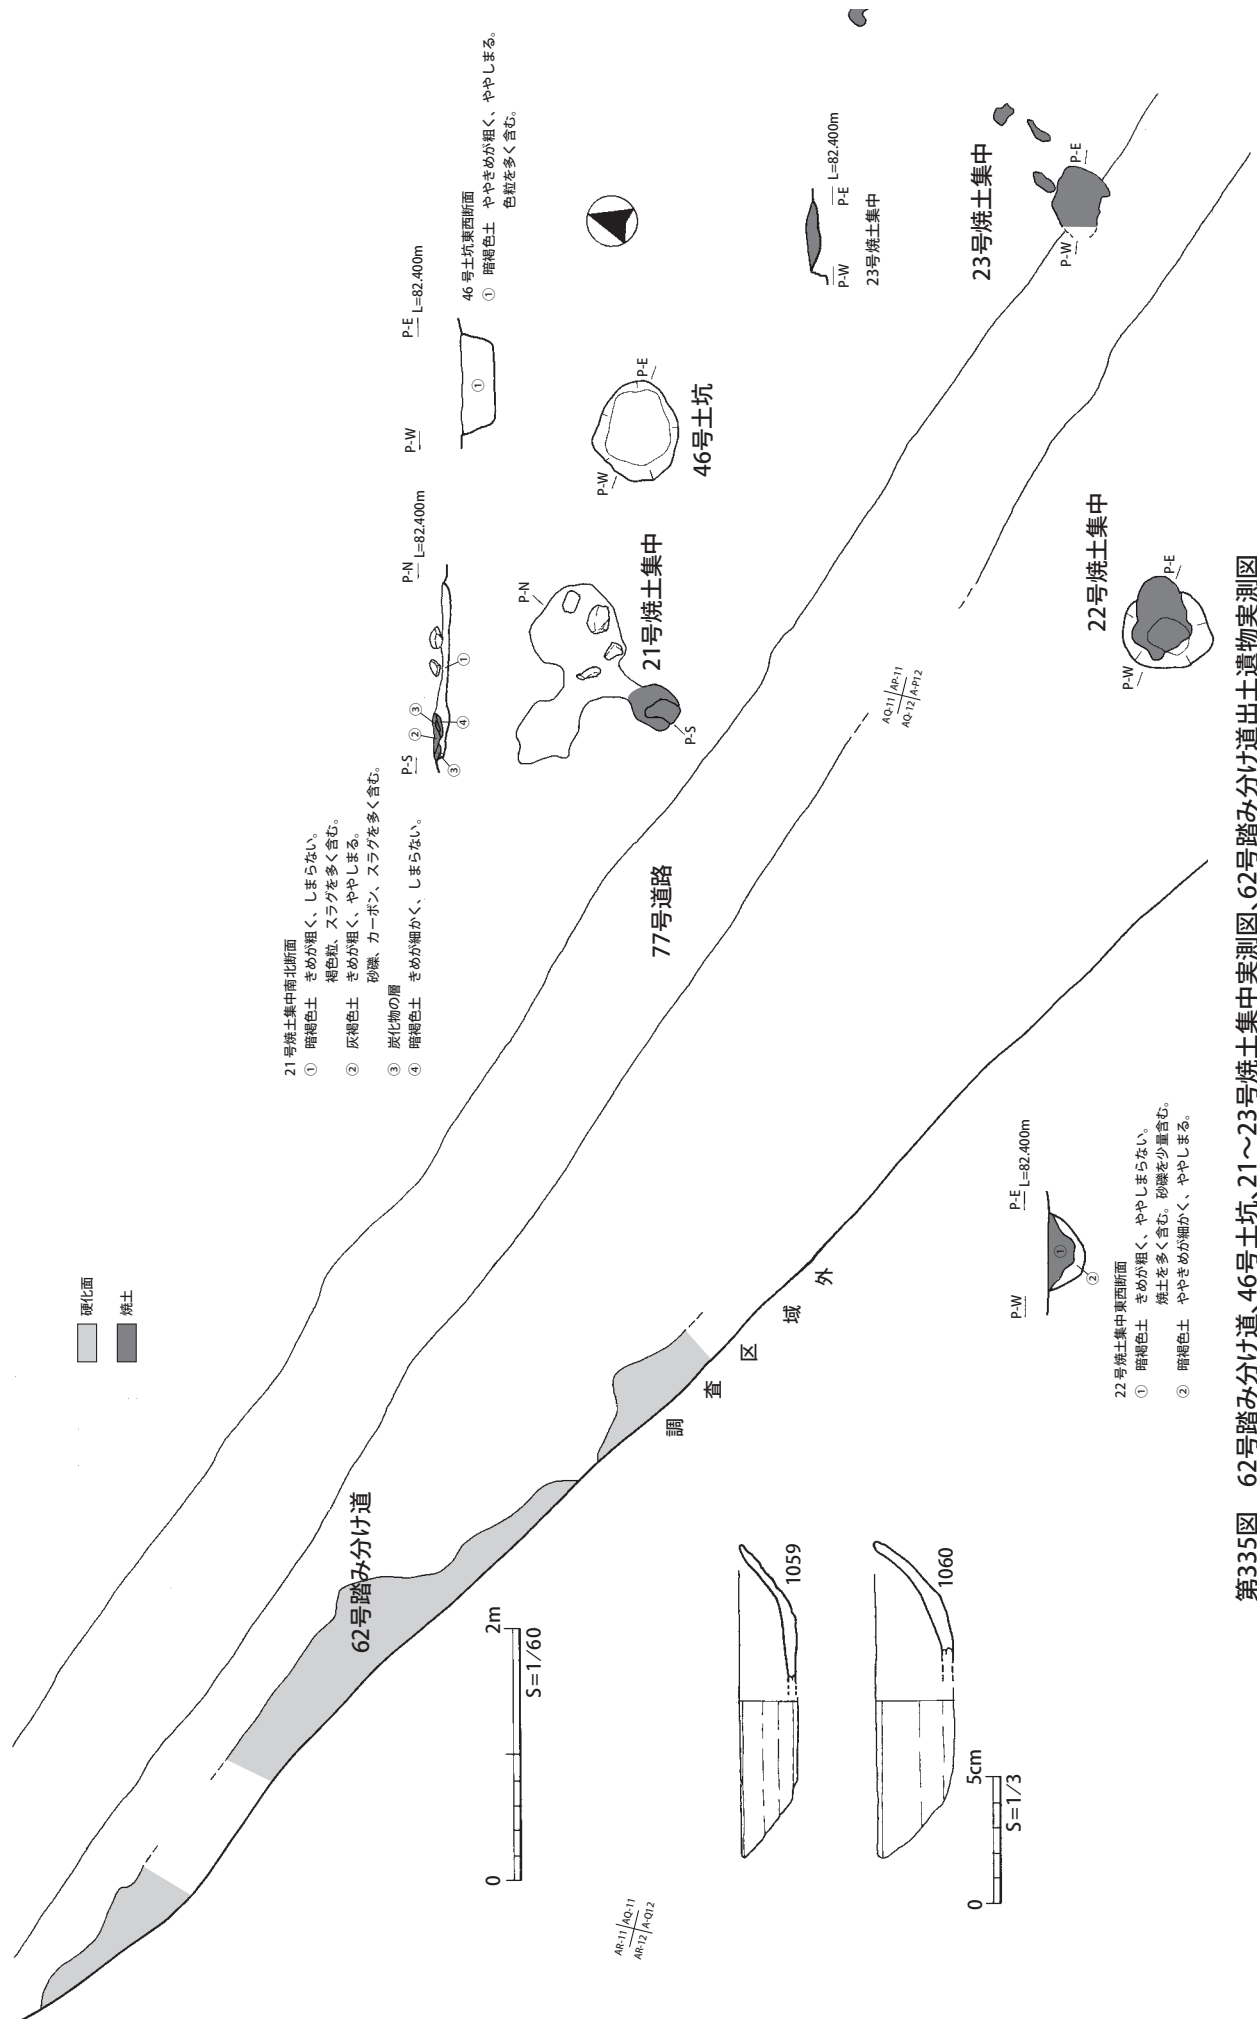 硬化面
焼土
46 号土坑東西断面
① 暗褐色土 ややきめが粗く、ややしまる。
色粒を多く含む。
P-W
P-E
L=82.400m
①
21 号焼土集中南北断面
① 暗褐色土 きめが粗く、しまらない。
褐色粒、スラグを多く含む。
② 灰褐色土 きめが粗く、ややしまる。
砂礫、カーボン、スラグを多く含む。
③ 炭化物の層
④ 暗褐色土 きめが細かく、しまらない。
P-S
P-N
L=82.400m
③
②
③
④
①
P-N
P-S
21号焼土集中
P-W
P-E
46号土坑
P-W
P-E
L=82.400m
23号焼土集中
23号焼土集中
P-W
P-E
22号焼土集中
P-W
P-E
77号道路
62号踏み分け道
調査区域外
AQ-11 AP-11
AQ-12 A-P12
AR-11 AQ-11
AR-12 A-Q12
P-W
P-E
L=82.400m
①
②
22 号焼土集中東西断面
① 暗褐色土 きめが粗く、ややしまらない。
焼土を多く含む。砂礫を少量含む。
② 暗褐色土 ややきめが細かく、ややしまる。
0 2m
S=1/60
1059
1060
0 5cm
S=1/3
第335図 62号踏み分け道、46号土坑、21～23号焼土集中実測図、62号踏み分け道出土遺物実測図